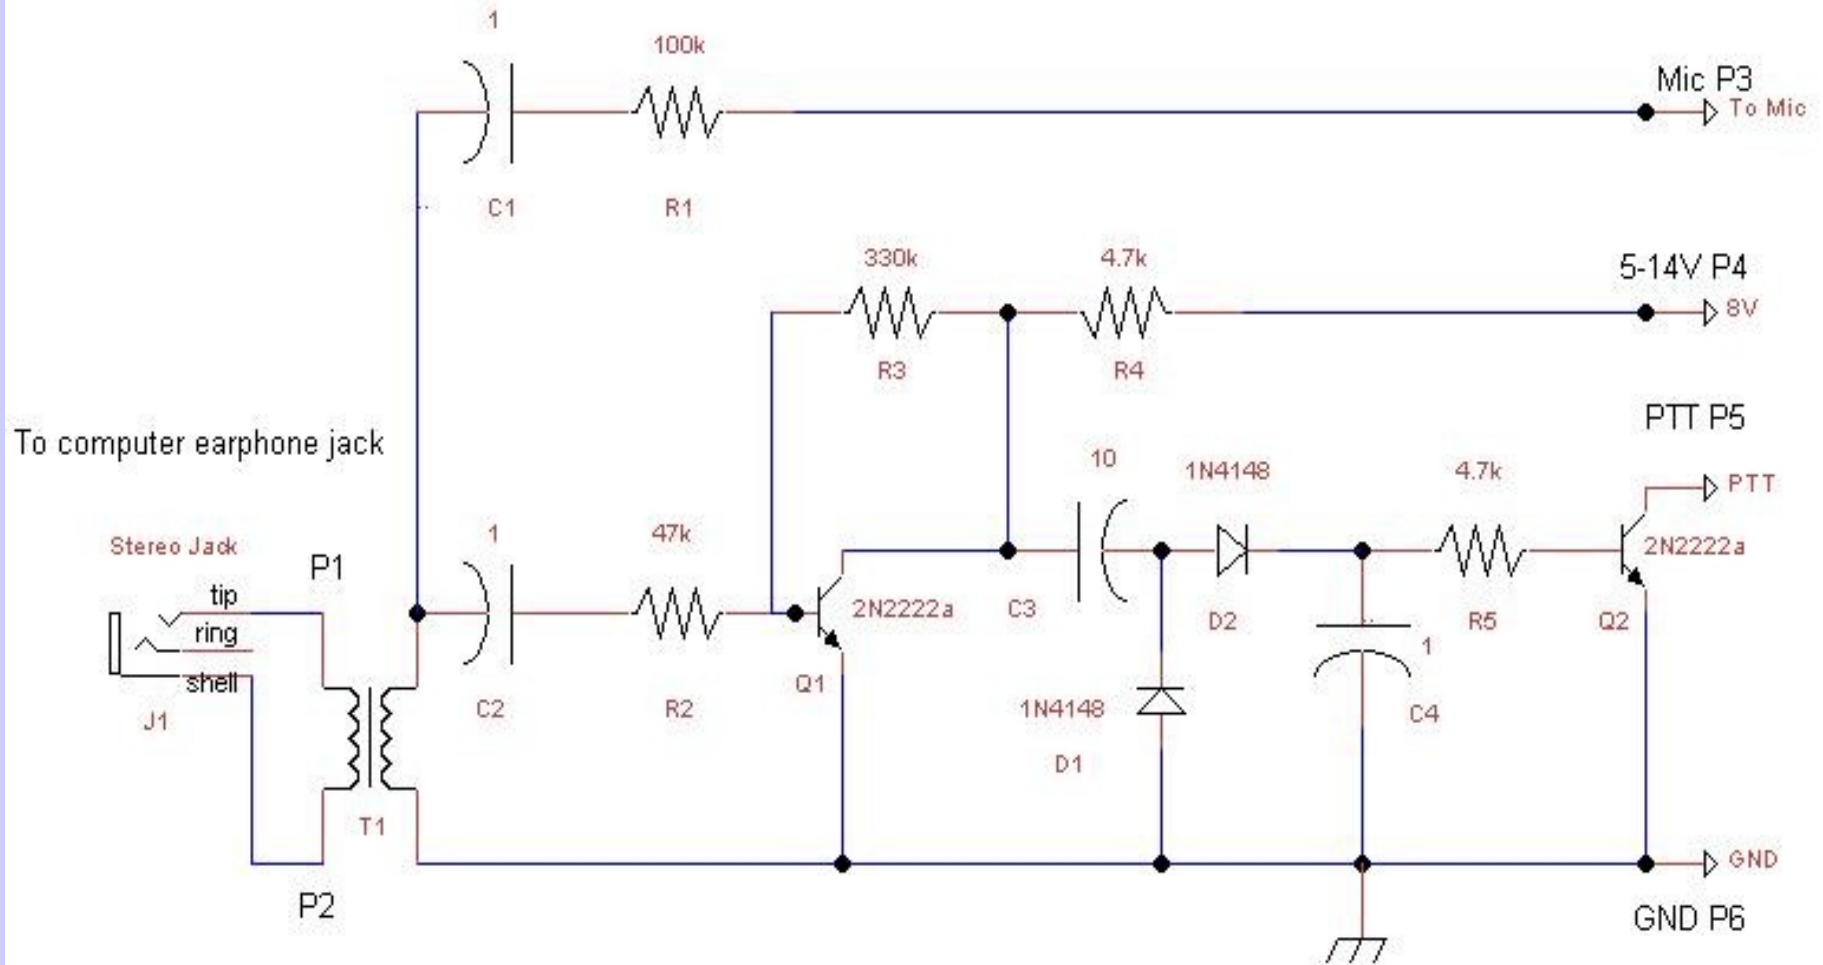 1
100k
Mic P3
To Mic
C1
R1
330k
4.7k
5-14V P4
8V
R3
R4
PTT P5
To computer earphone jack
10
1N4148
4.7k
PTT
1
47k
Stereo Jack
2N2222a
P1
tip
2N2222a
C3
D2
R5
Q2
ring
1
shell
Q1
J1
C2
R2
1N4148
C4
D1
T1
GND
P2
GND P6